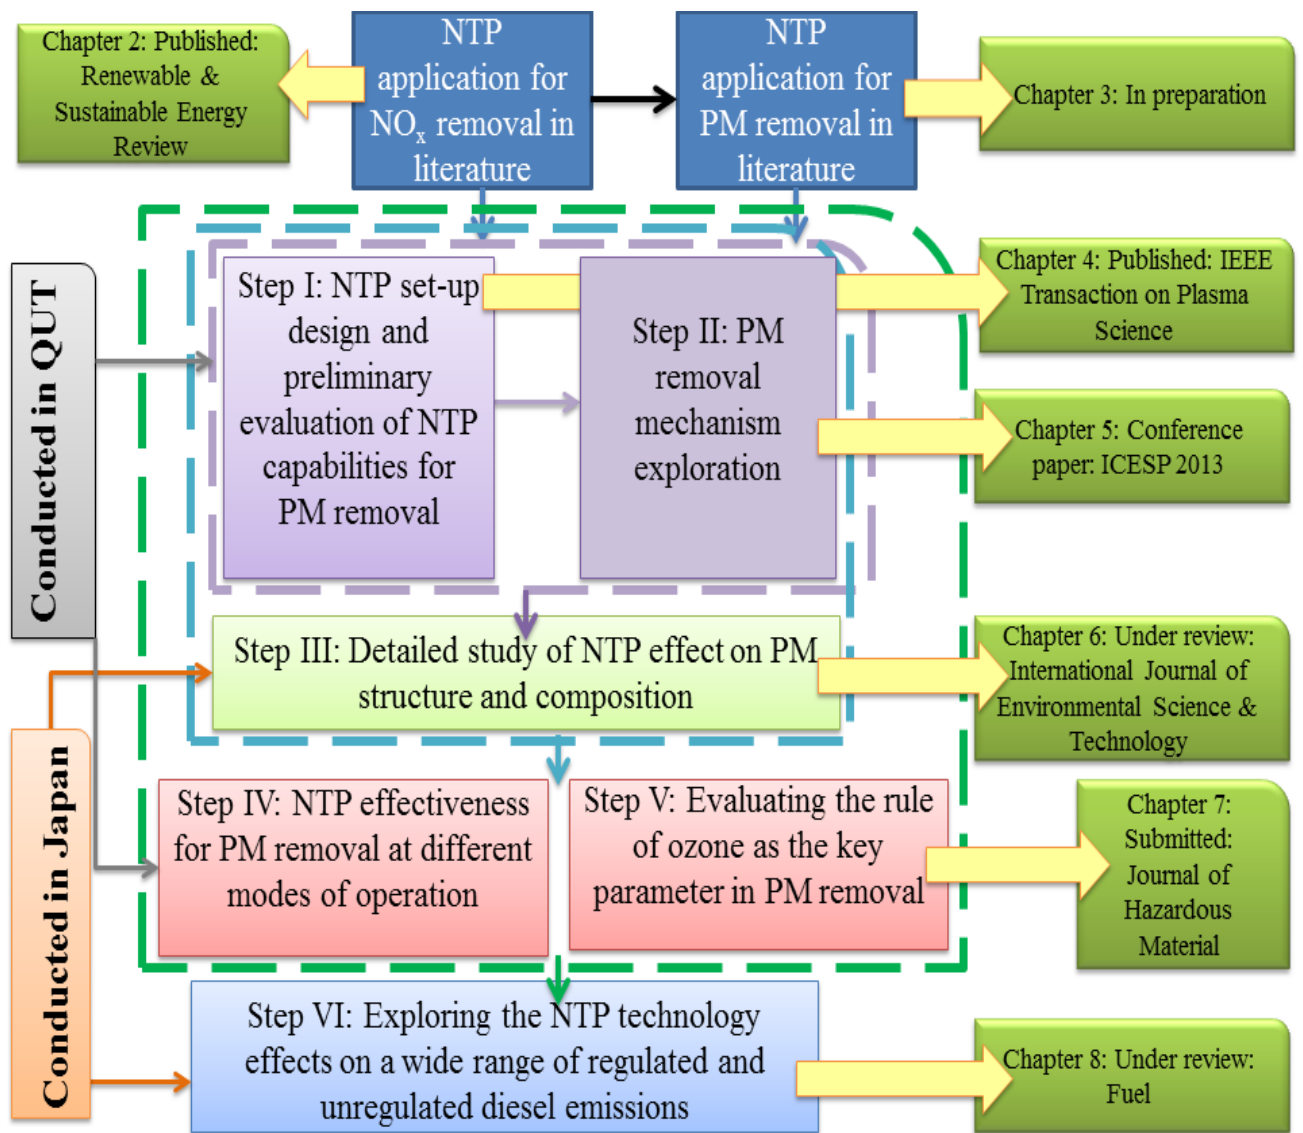 Chapter 2: Published:
Renewable &
Sustainable Energy
Review
NTP
application for
NOx removal in
literature
NTP
application for
PM removal in
literature
Chapter 3: In preparation
Conducted in QUT
Step I: NTP set-up
design and
preliminary
evaluation of NTP
capabilities for
PM removal
Step II: PM
removal
mechanism
exploration
Chapter 4: Published: IEEE
Transaction on Plasma
Science
Chapter 5: Conference
paper: ICESP 2013
Step III: Detailed study of NTP effect on PM
structure and composition
Chapter 6: Under review:
International Journal of
Environmental Science &
Technology
Conducted in Japan
Step IV: NTP effectiveness
for PM removal at different
modes of operation
Step V: Evaluating the rule
of ozone as the key
parameter in PM removal
Chapter 7:
Submitted:
Journal of
Hazardous
Material
Step VI: Exploring the NTP technology
effects on a wide range of regulated and
unregulated diesel emissions
Chapter 8: Under review:
Fuel